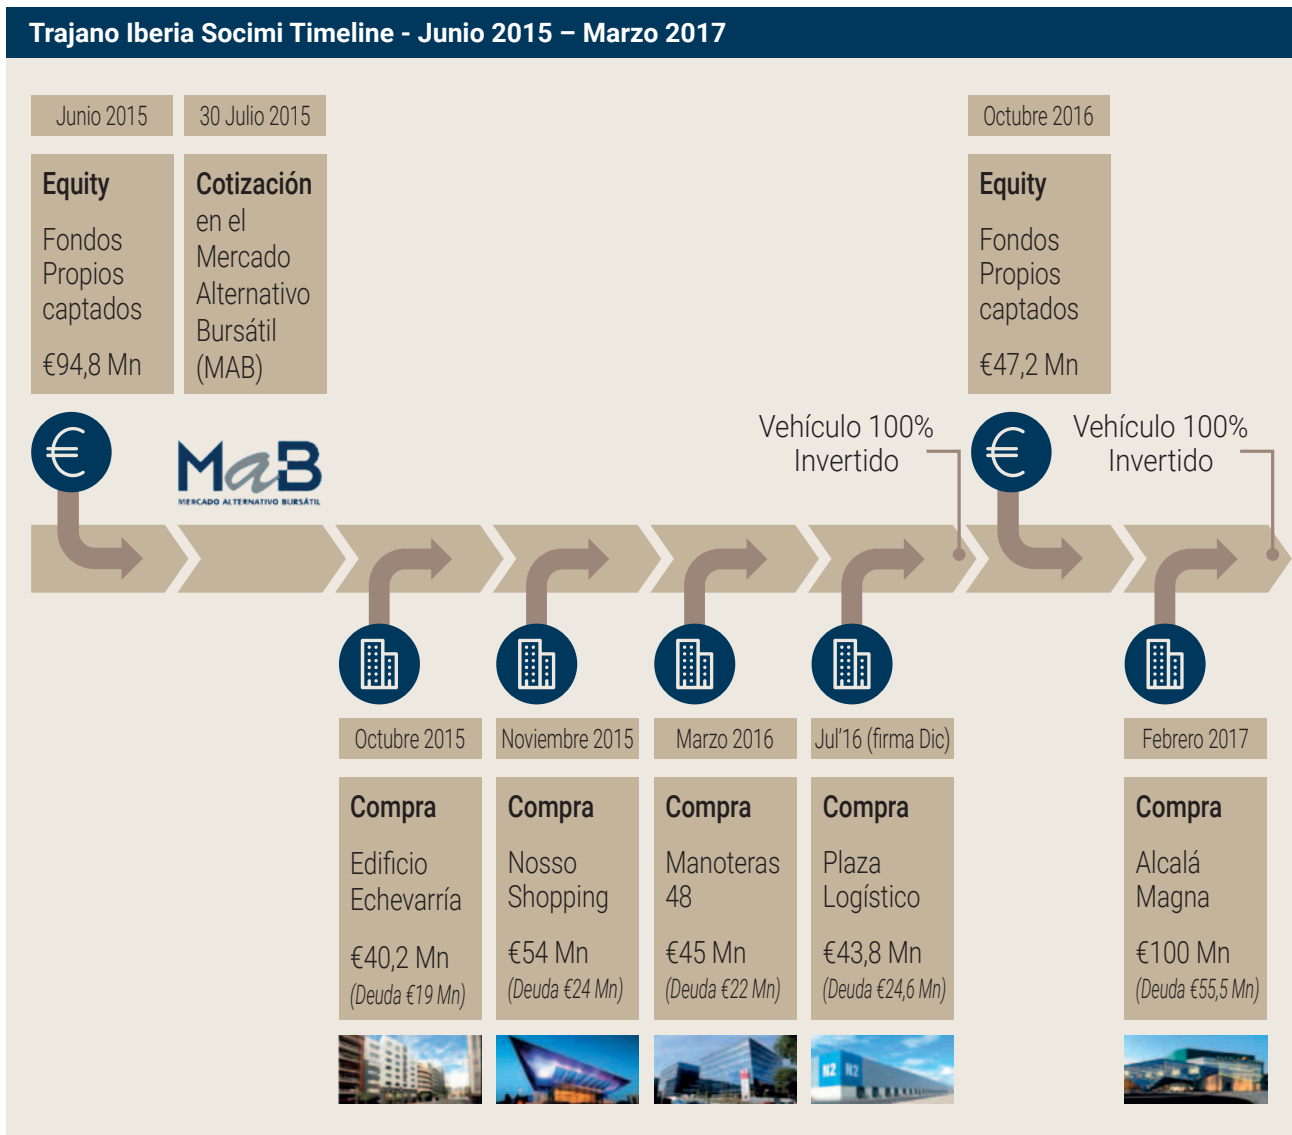 Trajano Iberia Socimi Timeline - Junio 2015 – Marzo 2017
Junio 2015
Equity
Fondos
Propios
captados
€94,8 Mn
€
30 Julio 2015
Cotización
en el
Mercado
Alternativo
Bursátil
(MAB)
MaB
MERCADO ALTERNATIVO BURSÁTIL
Octubre 2016
Equity
Fondos
Propios
captados
€47,2 Mn
€
Vehículo 100%
Invertido
Vehículo 100%
Invertido
Octubre 2015
Compra
Edificio
Echevarría
€40,2 Mn
(Deuda €19 Mn)
Noviembre 2015
Compra
Nosso
Shopping
€54 Mn
(Deuda €24 Mn)
Marzo 2016
Compra
Manoteras
48
€45 Mn
(Deuda €22 Mn)
Jul'16 (firma Dic)
Compra
Plaza
Logístico
€43,8 Mn
(Deuda €24,6 Mn)
N2 N2
Febrero 2017
Compra
Alcalá
Magna
€100 Mn
(Deuda €55,5 Mn)